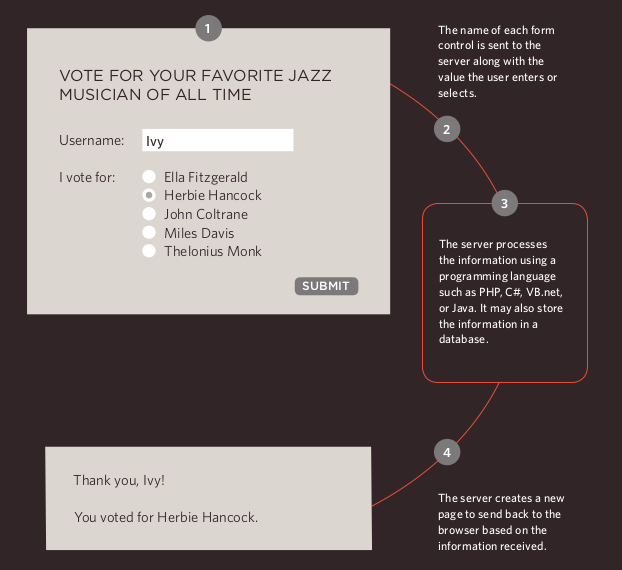 1
VOTE FOR YOUR FAVORITE JAZZ
MUSICIAN OF ALL TIME
Username: Ivy
I vote for: Ella Fitzgerald
Herbie Hancock
John Coltrane
Miles Davis
Thelonius Monk
SUBMIT
The name of each form
control is sent to the
server along with the
value the user enters or
selects.
2
3
The server processes
the information using a
programming language
such as PHP, C#, VB.net,
or Java. It may also store
the information in a
database.
4
The server creates a new
page to send back to the
browser based on the
information received.
Thank you, Ivy!
You voted for Herbie Hancock.